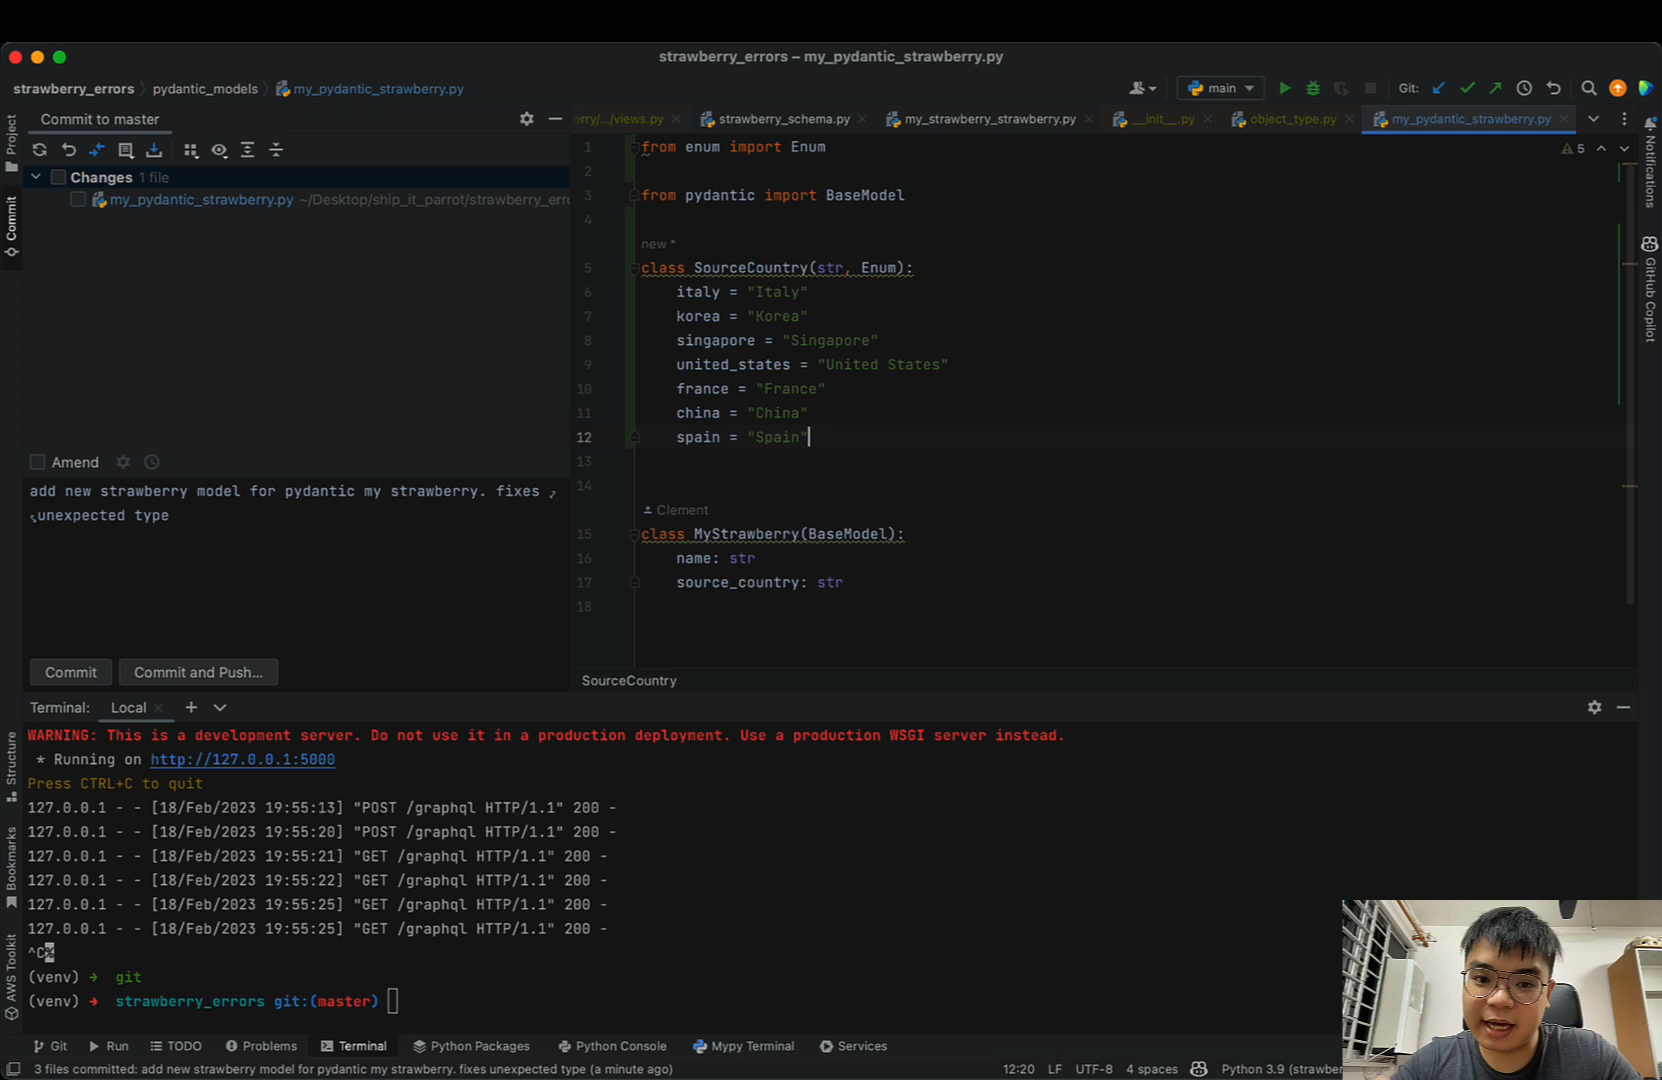 strawberry_errors – my_pydantic_strawberry.py
strawberry_errors › pydantic_models › my_pydantic_strawberry.py
main
Git:
Project
Commit to master
/views.py
strawberry_schema.py
my_strawberry_strawberry.py
__init__.py
object_type.py
my_pydantic_strawberry.py
Notifications
GitHub Copilot
Commit
Changes 1 file
my_pydantic_strawberry.py ~/Desktop/ship_it_parrot/strawberry_erro
1 from enum import Enum
5
2
3 from pydantic import BaseModel
4
new *
5 class SourceCountry(str, Enum):
6 italy = "Italy"
7 korea = "Korea"
8 singapore = "Singapore"
9 united_states = "United States"
10 france = "France"
11 china = "China"
12 spain = "Spain"
13
14
Clement
15 class MyStrawberry(BaseModel):
16 name: str
17 source_country: str
18
SourceCountry
Amend
add new strawberry model for pydantic my strawberry. fixes
unexpected type
Commit
Commit and Push...
Terminal: Local
WARNING: This is a development server. Do not use it in a production deployment. Use a production WSGI server instead.
* Running on http://127.0.0.1:5000
Press CTRL+C to quit
127.0.0.1 - - [18/Feb/2023 19:55:13] "POST /graphql HTTP/1.1" 200 -
127.0.0.1 - - [18/Feb/2023 19:55:20] "POST /graphql HTTP/1.1" 200 -
127.0.0.1 - - [18/Feb/2023 19:55:21] "GET /graphql HTTP/1.1" 200 -
127.0.0.1 - - [18/Feb/2023 19:55:22] "GET /graphql HTTP/1.1" 200 -
127.0.0.1 - - [18/Feb/2023 19:55:25] "GET /graphql HTTP/1.1" 200 -
127.0.0.1 - - [18/Feb/2023 19:55:25] "GET /graphql HTTP/1.1" 200 -
^C%
(venv) → git
(venv) → strawberry_errors git:(master)
Structure
Bookmarks
AWS Toolkit
Git
Run
TODO
Problems
Terminal
Python Packages
Python Console
Mypy Terminal
Services
3 files committed: add new strawberry model for pydantic my strawberry. fixes unexpected type (a minute ago)
12:20 LF UTF-8 4 spaces Python 3.9 (strawber